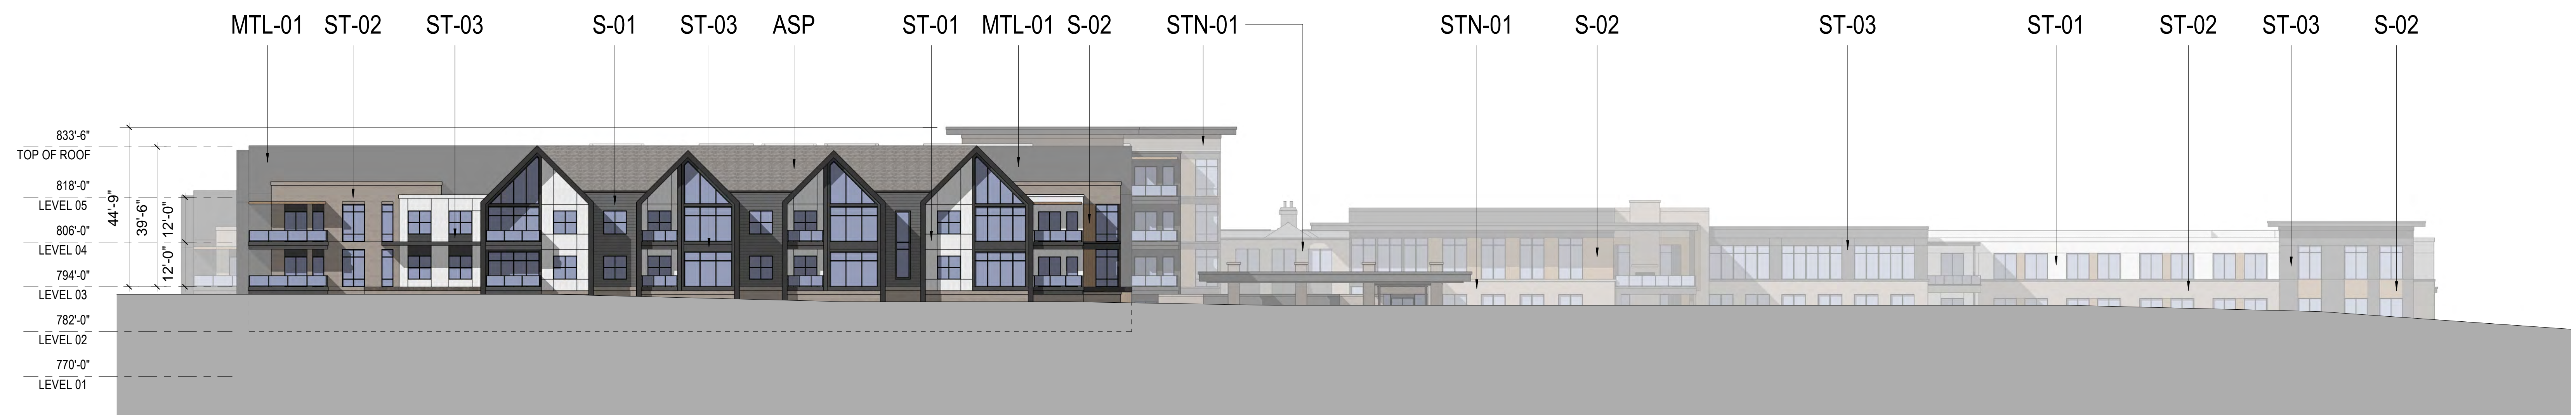 MTL-01 ST-02 ST-03 S-01 ST-03 ASP ST-01 MTL-01 S-02 STN-01 STN-01 S-02 ST-03 ST-01 ST-02 ST-03 S-02
833'-6"
TOP OF ROOF
818'-0"
LEVEL 05
806'-0"
LEVEL 04
794'-0"
LEVEL 03
782'-0"
LEVEL 02
770'-0"
LEVEL 01
44'-9"
39'-6"
12'-0"
12'-0"